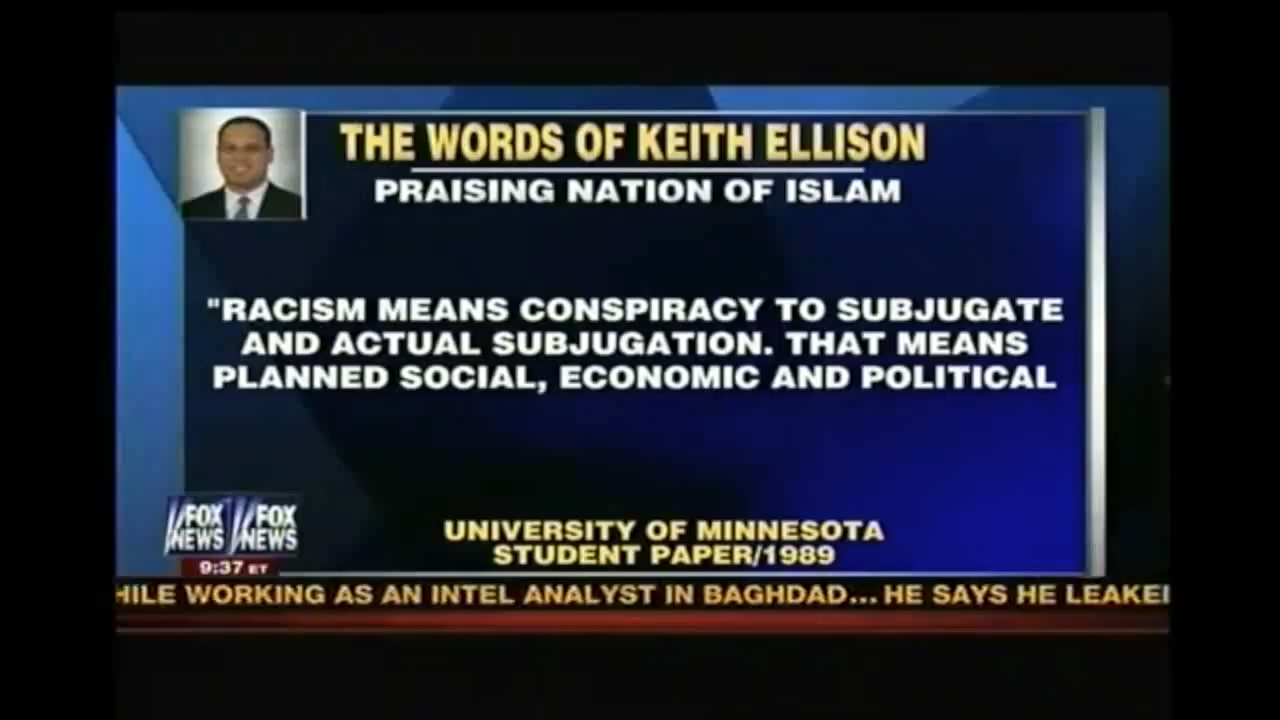 THE WORDS OF KEITH ELLISON
PRAISING NATION OF ISLAM
"RACISM MEANS CONSPIRACY TO SUBJUGATE
AND ACTUAL SUBJUGATION. THAT MEANS
PLANNED SOCIAL, ECONOMIC AND POLITICAL
UNIVERSITY OF MINNESOTA
STUDENT PAPER/1989
FOX FOX
NEWS NEWS
9:37 ET
HILE WORKING AS AN INTEL ANALYST IN BAGHDAD... HE SAYS HE LEAKE